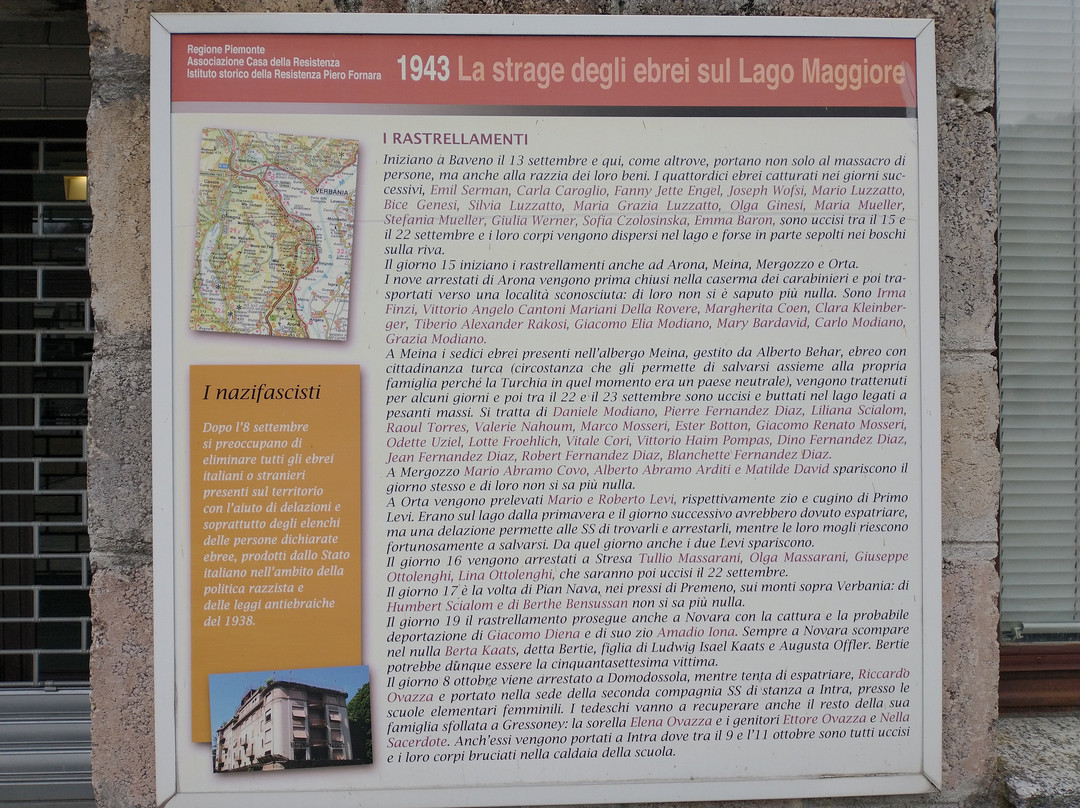 Regione Piemonte
Associazione Casa della Resistenza
Istituto storico della Resistenza Piero Fornara
1943 La strage degli ebrei sul Lago Maggiore
VERBANIA
I RASTRELLAMENTI
Iniziano a Baveno il 13 settembre e qui, come altrove, portano non solo al massacro di
persone, ma anche alla razzia dei loro beni. I quattordici ebrei catturati nei giorni suc-
cessivi, Emil Serman, Carla Caroglio, Fanny Jette Engel, Joseph Wofsi, Mario Luzzatto,
Bice Genesi, Silvia Luzzatto, Maria Grazia Luzzatto, Olga Ginesi, Maria Mueller,
Stefania Mueller, Giulia Werner, Sofia Czolosinska, Emma Baron, sono uccisi tra il 15 e
il 22 settembre e i loro corpi vengono dispersi nel lago e forse in parte sepolti nei boschi
sulla riva.
Il giorno 15 iniziano i rastrellamenti anche ad Arona, Meina, Mergozzo e Orta.
I nove arrestati di Arona vengono prima chiusi nella caserma dei carabinieri e poi tra-
sportati verso una località sconosciuta: di loro non si è saputo più nulla. Sono Irma
Finzi, Vittorio Angelo Cantoni Mariani Della Rovere, Margherita Coen, Clara Kleinber-
ger, Tiberio Alexander Rakosi, Giacomo Elia Modiano, Mary Bardavid, Carlo Modiano,
Grazia Modiano.
A Meina i sedici ebrei presenti nell'albergo Meina, gestito da Alberto Behar, ebreo con
cittadinanza turca (circostanza che gli permette di salvarsi assieme alla propria
famiglia perché la Turchia in quel momento era un paese neutrale), vengono trattenuti
per alcuni giorni e poi tra il 22 e il 23 settembre sono uccisi e buttati nel lago legati a
pesanti massi. Si tratta di Daniele Modiano, Pierre Fernandez Diaz, Liliana Scialom,
Raoul Torres, Valerie Nahoum, Marco Mosseri, Ester Botton, Giacomo Renato Mosseri,
Odette Uziel, Lotte Froehlich, Vitale Cori, Vittorio Haim Pompas, Dino Fernandez Diaz,
Jean Fernandez Diaz, Robert Fernandez Diaz, Blanchette Fernandez Diaz.
A Mergozzo Mario Abramo Covo, Alberto Abramo Arditi e Matilde David spariscono il
giorno stesso e di loro non si sa più nulla.
A Orta vengono prelevati Mario e Roberto Levi, rispettivamente zio e cugino di Primo
Levi. Erano sul lago dalla primavera e il giorno successivo avrebbero dovuto espatriare,
ma una delazione permette alle SS di trovarli e arrestarli, mentre le loro mogli riescono
fortunosamente a salvarsi. Da quel giorno anche i due Levi spariscono.
Il giorno 16 vengono arrestati a Stresa Tullio Massarani, Olga Massarani, Giuseppe
Ottolenghi, Lina Ottolenghi, che saranno poi uccisi il 22 settembre.
Il giorno 17 è la volta di Pian Nava, nei pressi di Premeno, sui monti sopra Verbania: di
Humbert Scialom e di Berthe Bensussan non si sa più nulla.
Il giorno 19 il rastrellamento prosegue anche a Novara con la cattura e la probabile
deportazione di Giacomo Diena e di suo zio Amadio Iona. Sempre a Novara scompare
nel nulla Berta Kaats, detta Bertie, figlia di Ludwig Isael Kaats e Augusta Offler. Bertie
potrebbe dunque essere la cinquantasettesima vittima.
Il giorno 8 ottobre viene arrestato a Domodossola, mentre tenta di espatriare, Riccardo
Ovazza e portato nella sede della seconda compagnia SS di stanza a Intra, presso le
scuole elementari femminili. I tedeschi vanno a recuperare anche il resto della sua
famiglia sfollata a Gressoney: la sorella Elena Ovazza e i genitori Ettore Ovazza e Nella
Sacerdote. Anch'essi vengono portati a Intra dove tra il 9 e l'11 ottobre sono tutti uccisi
e i loro corpi bruciati nella caldaia della scuola.
I nazifascisti
Dopo l'8 settembre
si preoccupano di
eliminare tutti gli ebrei
italiani o stranieri
presenti sul territorio
con l'aiuto di delazioni e
soprattutto degli elenchi
delle persone dichiarate
ebree, prodotti dallo Stato
italiano nell'ambito della
politica razzista e
delle leggi antiebraiche
del 1938.